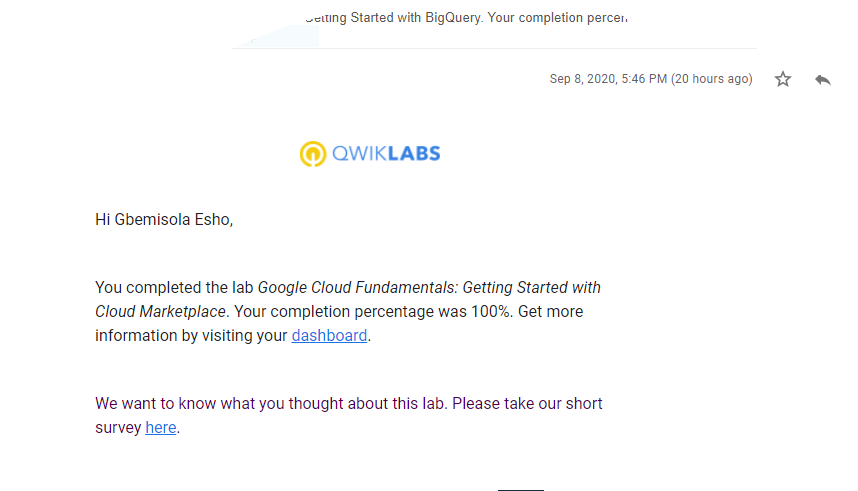 Getting Started with BigQuery. Your completion percen
Sep 8, 2020, 5:46 PM (20 hours ago)
QWIKLABS
Hi Gbemisola Esho,
You completed the lab Google Cloud Fundamentals: Getting Started with
Cloud Marketplace. Your completion percentage was 100%. Get more
information by visiting your dashboard.
We want to know what you thought about this lab. Please take our short
survey here.